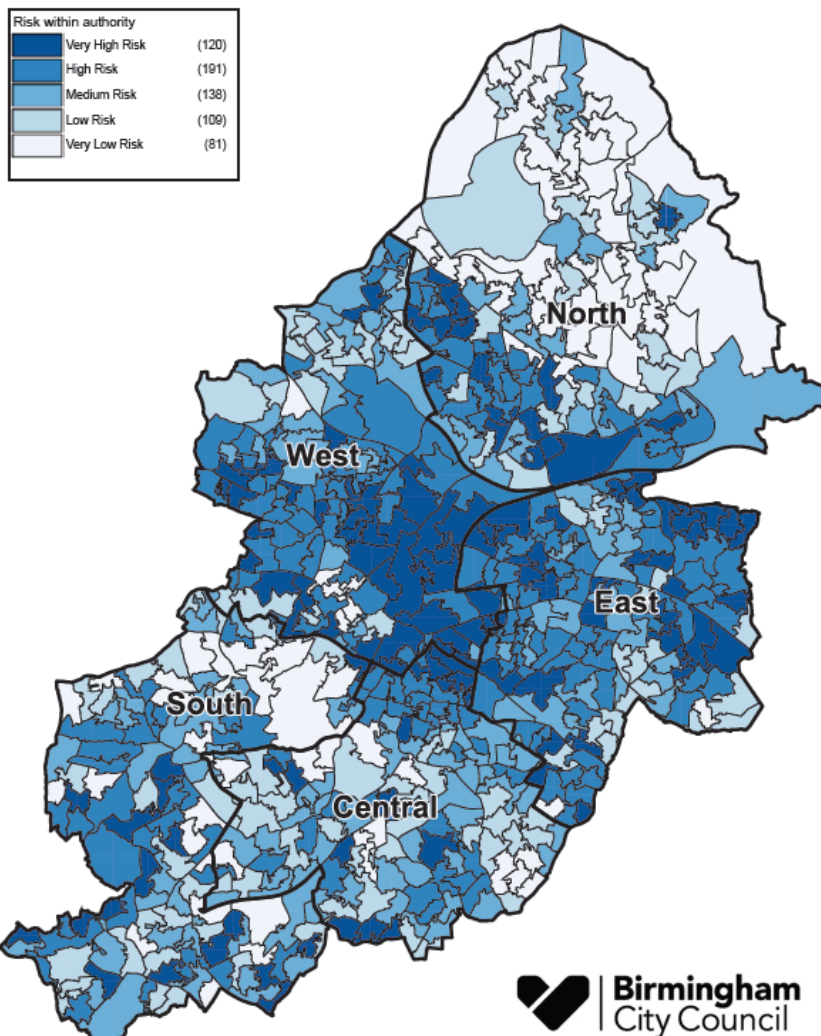 Risk within authority
Very High Risk (120)
High Risk (191)
Medium Risk (138)
Low Risk (109)
Very Low Risk (81)
North
West
East
South
Central
Birmingham
City Council